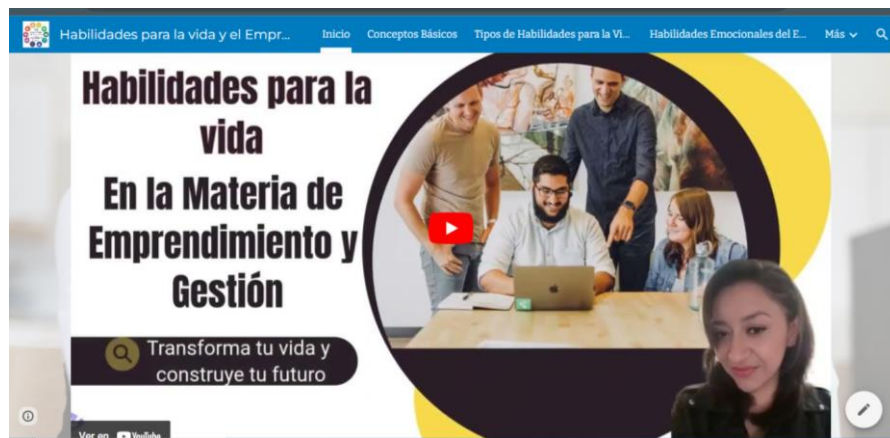 Habilidades para la vida y el Empr...
Inicio
Conceptos Básicos
Tipos de Habilidades para la Vi...
Habilidades Emocionales del E...
Más
Habilidades para la
vida
En la Materia de
Emprendimiento y
Gestión
Transforma tu vida y
construye tu futuro
Ver en YouTube